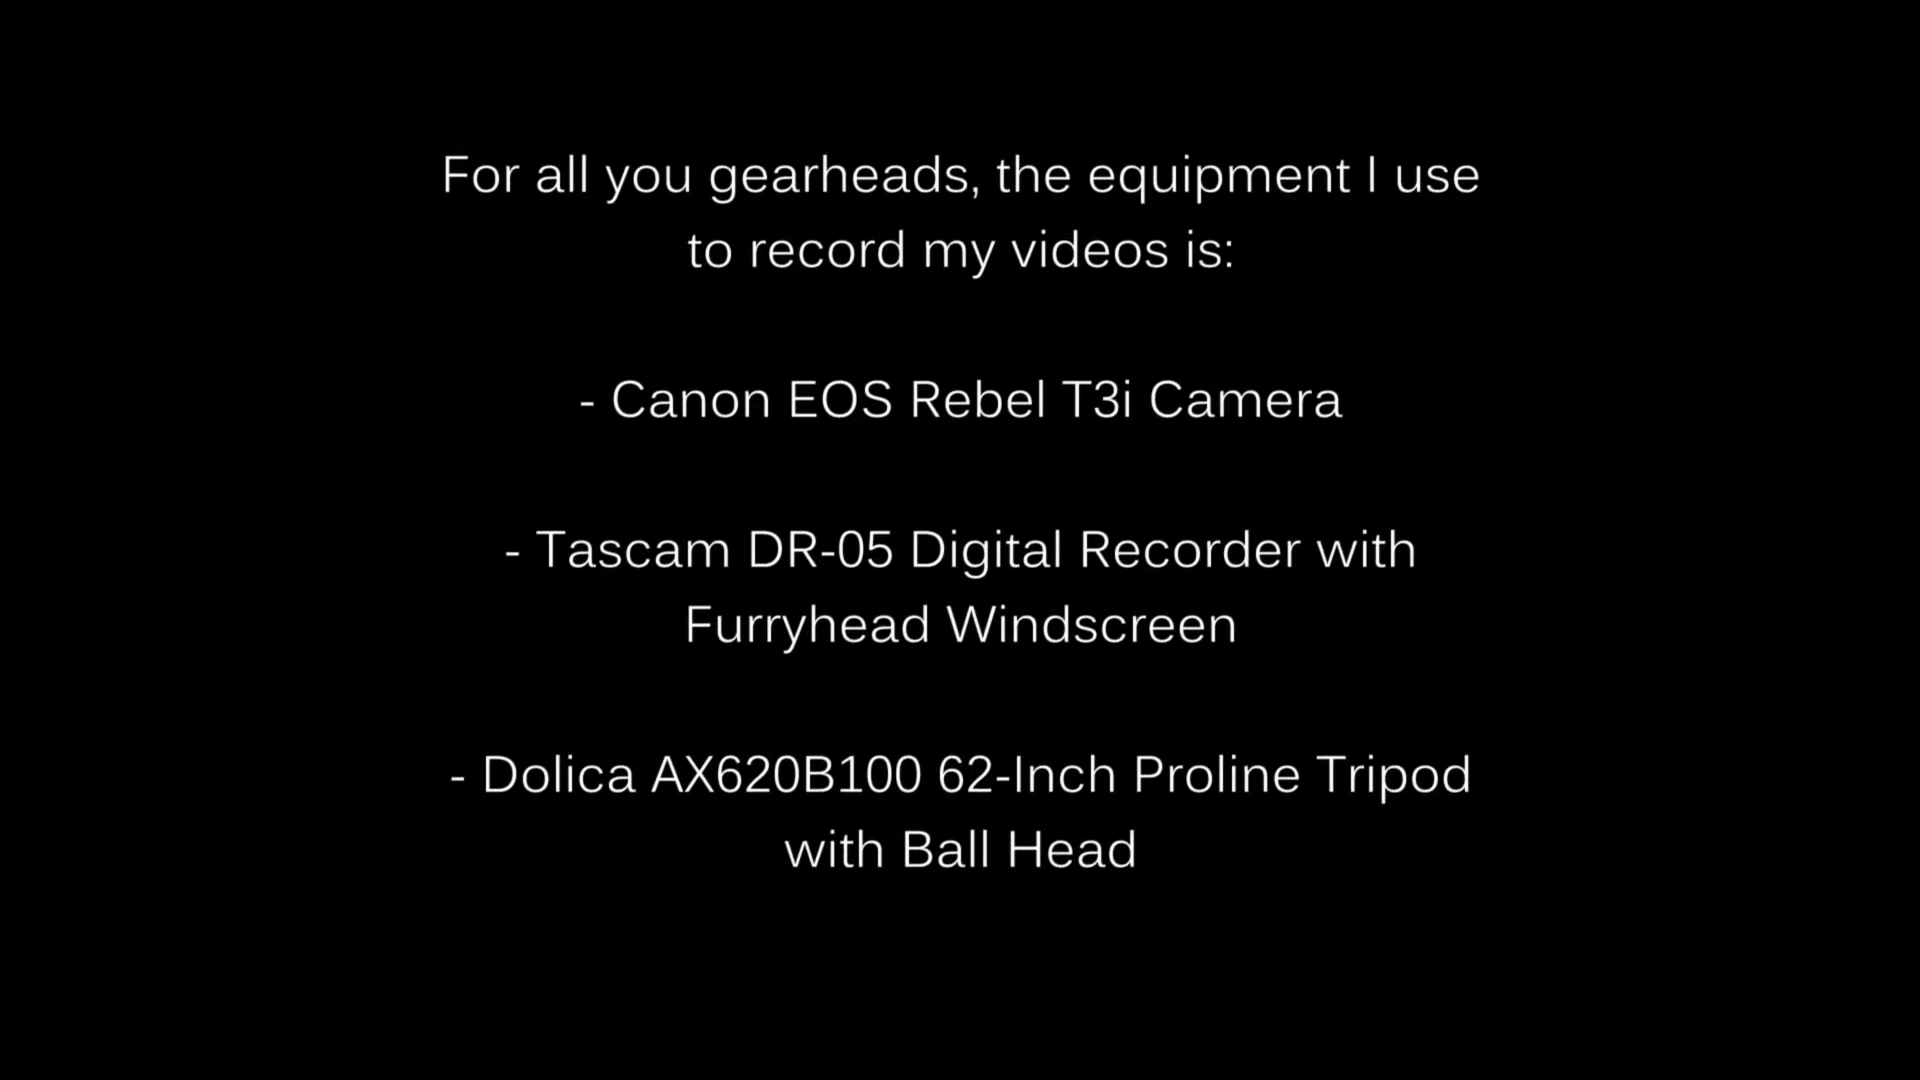 For all you gearheads, the equipment I use
to record my videos is:
- Canon EOS Rebel T3i Camera
- Tascam DR-05 Digital Recorder with
Furryhead Windscreen
- Dolica AX620B100 62-Inch Proline Tripod
with Ball Head